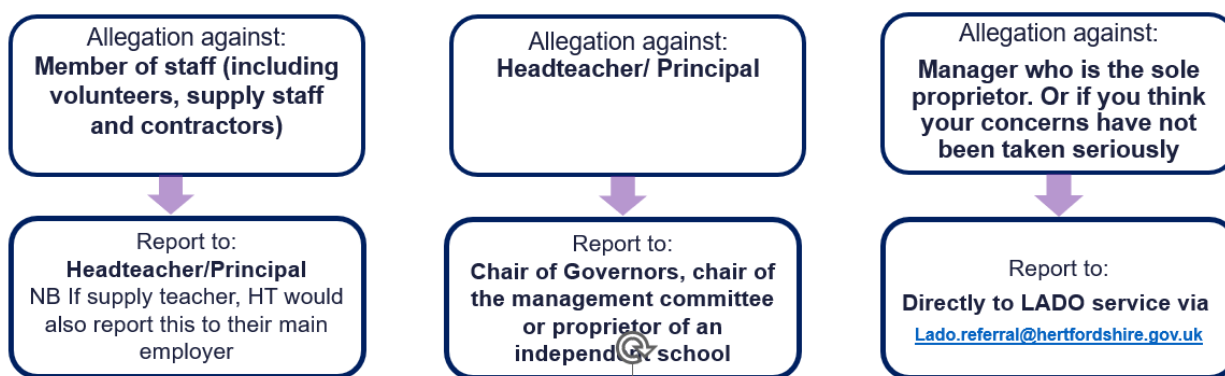 Allegation against:
Member of staff (including
volunteers, supply staff
and contractors)
Report to:
Headteacher/Principal
NB If supply teacher, HT would
also report this to their main
employer
Allegation against:
Headteacher/ Principal
Report to:
Chair of Governors, chair of
the management committee
or proprietor of an
independent school
Allegation against:
Manager who is the sole
proprietor. Or if you think
your concerns have not
been taken seriously
Report to:
Directly to LADO service via
Lado.referral@hertfordshire.gov.uk